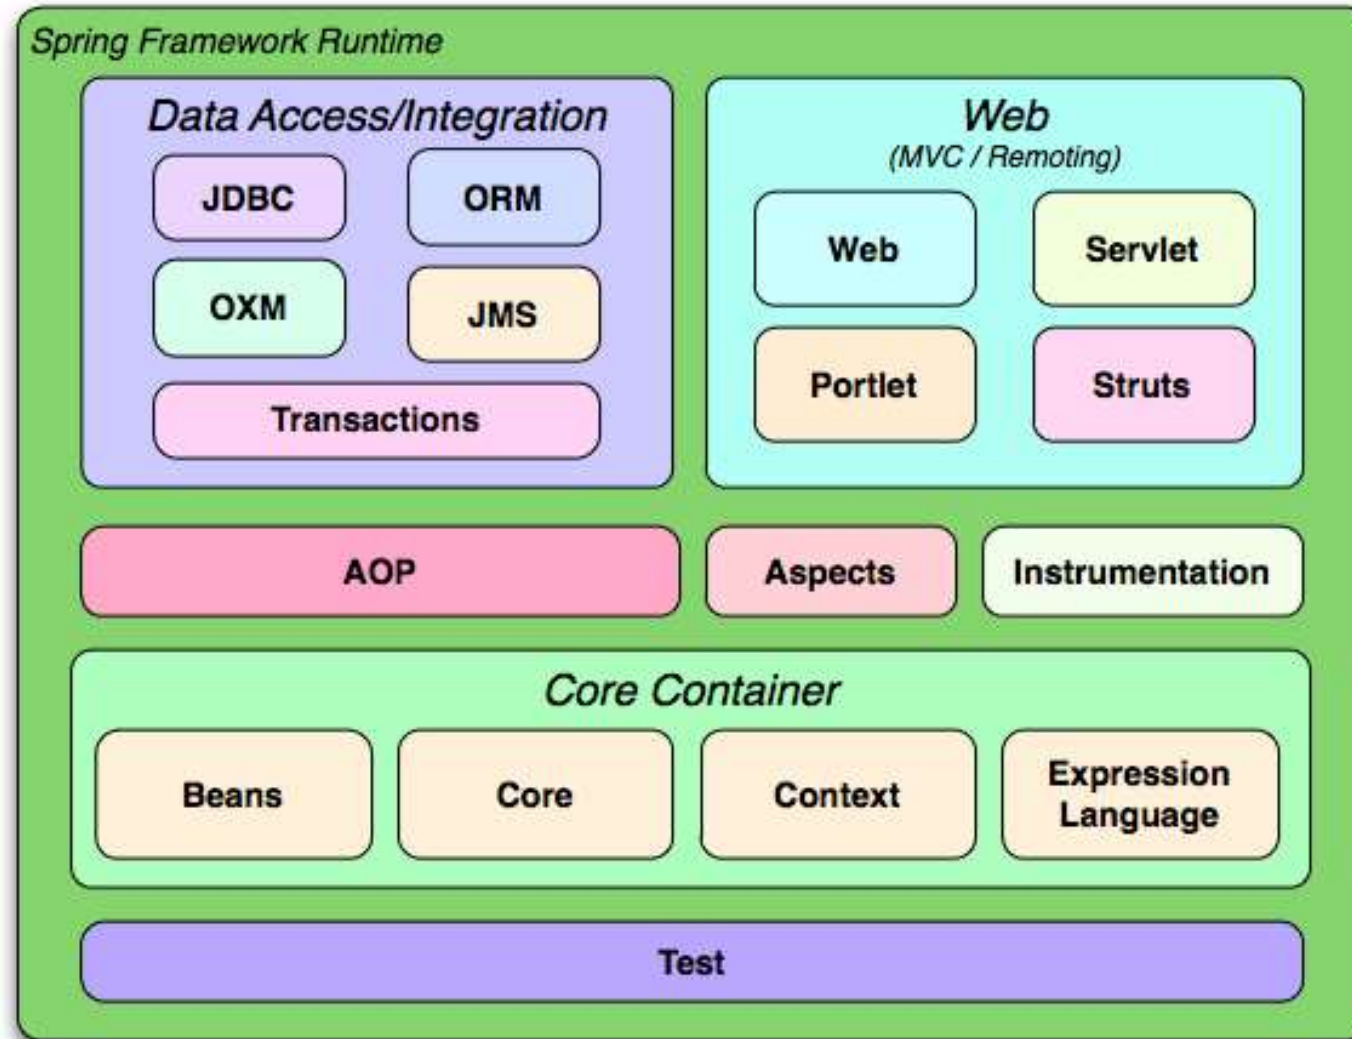 Spring Framework Runtime
Data Access/Integration
JDBC
ORM
OXM
JMS
Transactions
Web
(MVC / Remoting)
Web
Servlet
Portlet
Struts
AOP
Aspects
Instrumentation
Core Container
Beans
Core
Context
Expression
Language
Test